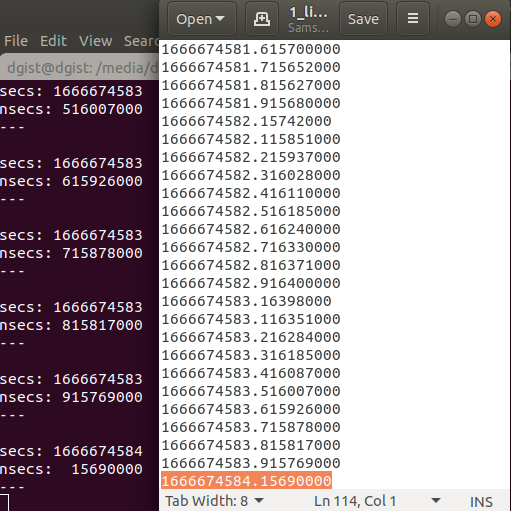 File Edit View Searc
dgist@dgist: /media/d
secs: 1666674583
nsecs: 516007000
---
secs: 1666674583
nsecs: 615926000
---
secs: 1666674583
nsecs: 715878000
---
secs: 1666674583
nsecs: 815817000
---
secs: 1666674583
nsecs: 915769000
---
secs: 1666674584
nsecs:  15690000
---
Open 1_li... Save
Sams...
1666674581.615700000
1666674581.715652000
1666674581.815627000
1666674581.915680000
1666674582.15742000
1666674582.115851000
1666674582.215937000
1666674582.316028000
1666674582.416110000
1666674582.516185000
1666674582.616240000
1666674582.716330000
1666674582.816371000
1666674582.916400000
1666674583.16398000
1666674583.116351000
1666674583.216284000
1666674583.316185000
1666674583.416087000
1666674583.516007000
1666674583.615926000
1666674583.715878000
1666674583.815817000
1666674583.915769000
1666674584.15690000
Tab Width: 8 Ln 114, Col 1 INS